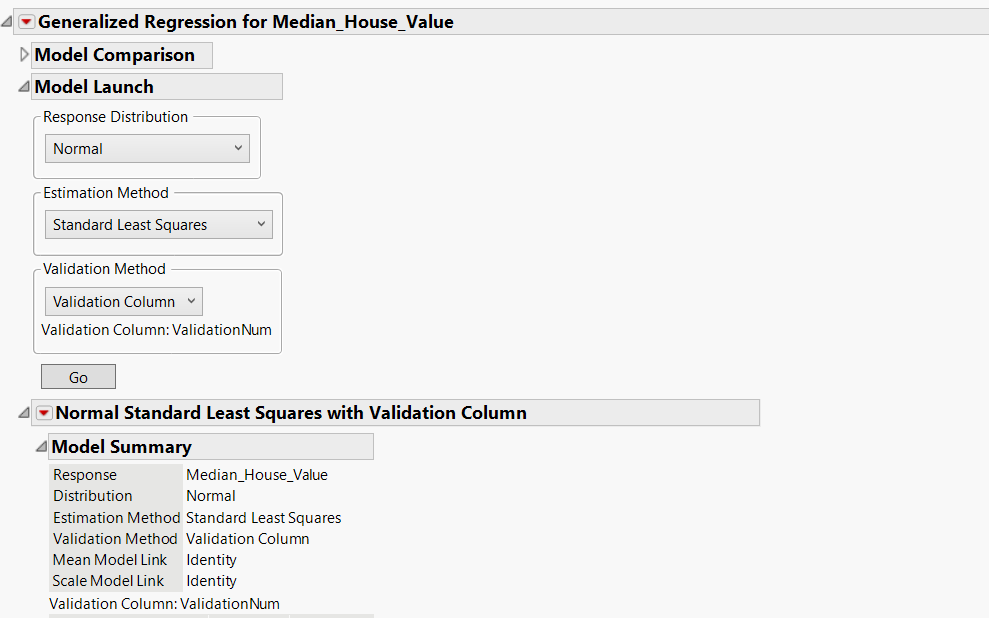 Generalized Regression for Median_House_Value
Model Comparison
Model Launch
Response Distribution
Normal
Estimation Method
Standard Least Squares
Validation Method
Validation Column
Validation Column: ValidationNum
Go
Normal Standard Least Squares with Validation Column
Model Summary
Response Median_House_Value
Distribution Normal
Estimation Method Standard Least Squares
Validation Method Validation Column
Mean Model Link Identity
Scale Model Link Identity
Validation Column: ValidationNum